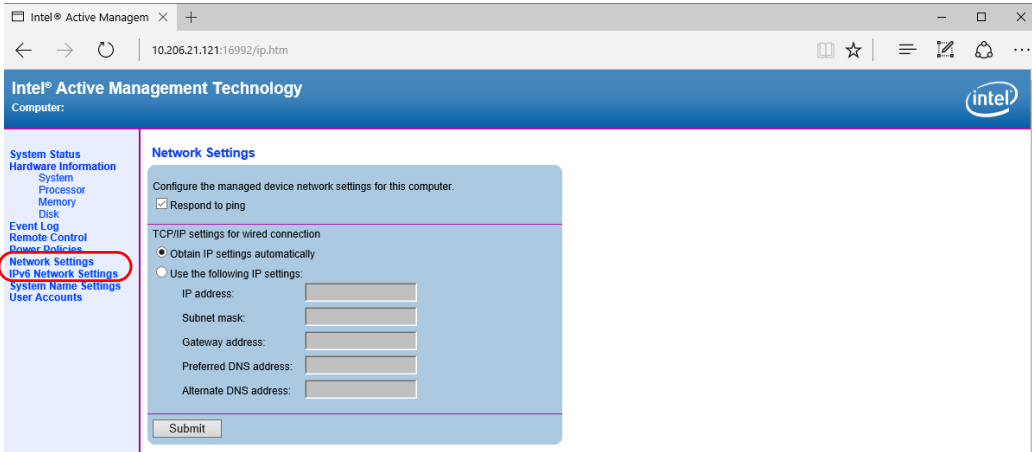 Intel® Active Managem
10.206.21.121:16992/ip.htm
Intel® Active Management Technology
Computer:
intel
System Status
Hardware Information
System
Processor
Memory
Disk
Event Log
Remote Control
Power Policies
Network Settings
IPv6 Network Settings
System Name Settings
User Accounts
Network Settings
Configure the managed device network settings for this computer.
Respond to ping
TCP/IP settings for wired connection
Obtain IP settings automatically
Use the following IP settings:
IP address:
Subnet mask:
Gateway address:
Preferred DNS address:
Alternate DNS address:
Submit